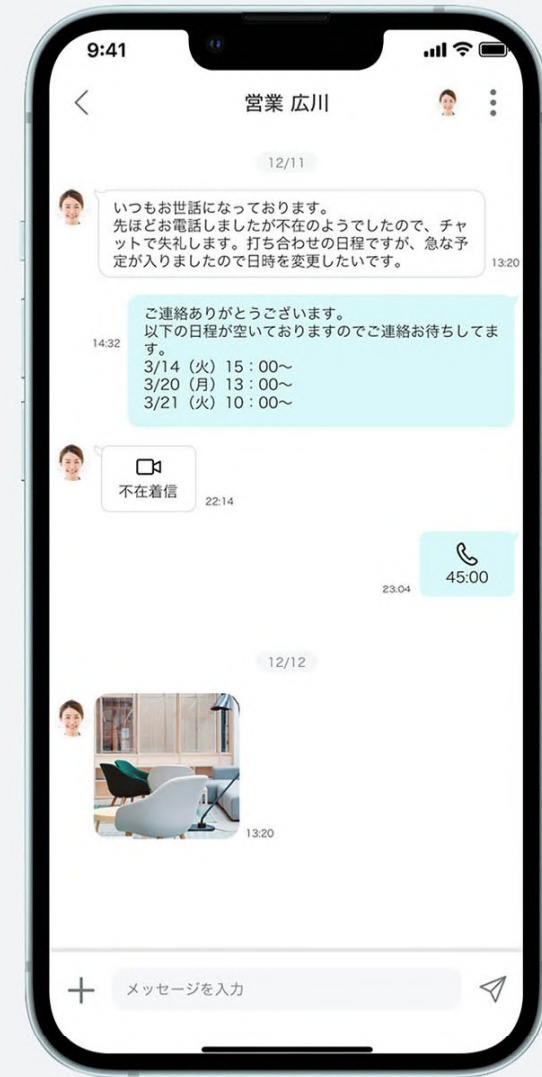 9:41
営業 広川
12/11
いつもお世話になっております。
先ほどお電話しましたが不在のようでしたので、チャ
ットで失礼します。打ち合わせの日程ですが、急な予
定が入りましたので日時を変更したいです。
13:20
ご連絡ありがとうございます。
以下の日程が空いておりますのでご連絡お待ちしてま
す。
3/14（火）15：00〜
3/20（月）13：00〜
3/21（火）10：00〜
14:32
不在着信
22:14
45:00
23:04
12/12
13:20
メッセージを入力